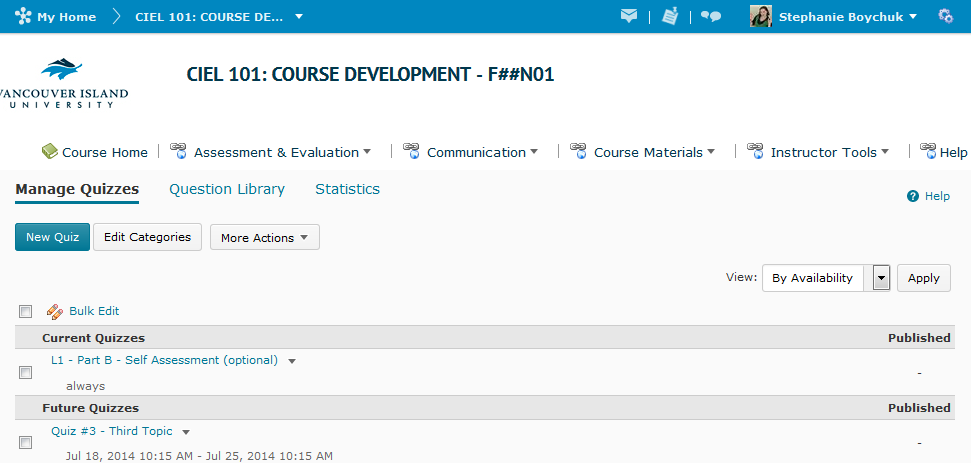 My Home CIEL 101: COURSE DE... Stephanie Boychuk
VANCOUVER ISLAND
UNIVERSITY
CIEL 101: COURSE DEVELOPMENT - F##N01
Course Home Assessment & Evaluation Communication Course Materials Instructor Tools Help
Manage Quizzes Question Library Statistics
Help
New Quiz Edit Categories More Actions
View: By Availability Apply
Bulk Edit
Current Quizzes Published
L1 - Part B - Self Assessment (optional)
-
always
Future Quizzes Published
Quiz #3 - Third Topic
-
Jul 18, 2014 10:15 AM - Jul 25, 2014 10:15 AM